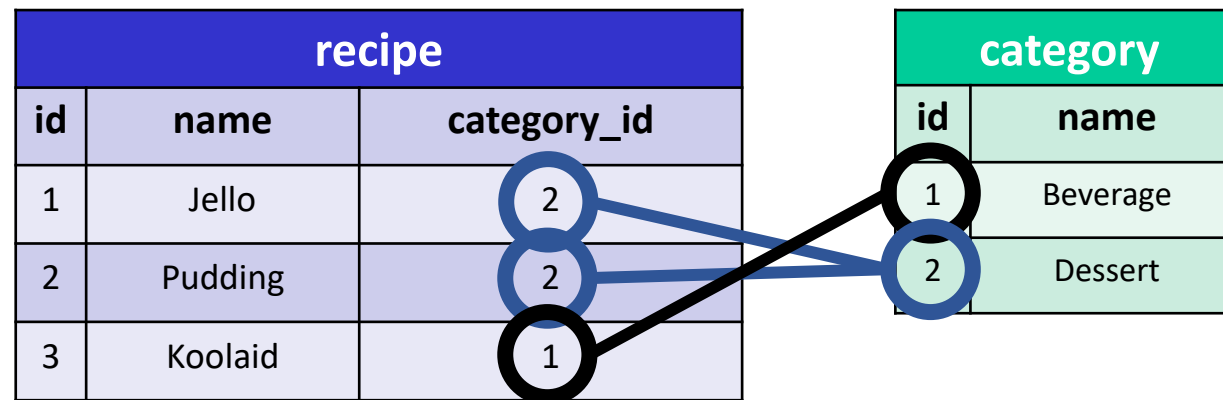 recipe
id name category_id
1 Jello 2
2 Pudding 2
3 Koolaid 1
category
id name
1 Beverage
2 Dessert